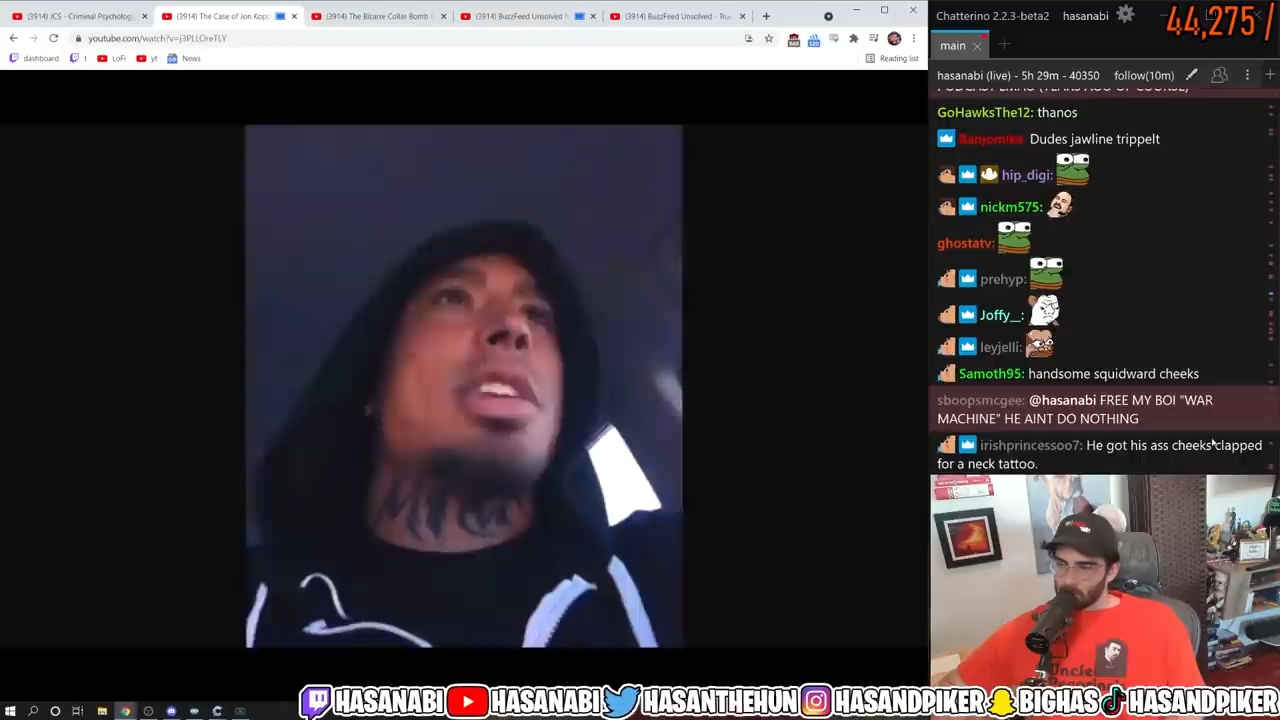 (3914) JCS - Criminal Psycholog
(3914) The Case of Jon Kop
(3914) The Bizarre Collar Bomb
(3914) BuzzFeed Unsolved
(3914) BuzzFeed Unsolved - Tru
youtube.com/watch?v=j3PLLOreTLY
dashboard
t
LoFi
yt
News
Reading list
Chatterino 2.2.3-beta2
hasanabi
44,275 /
main
hasanabi (live) - 5h 29m - 40350
follow(10m)
GoHawksThe12: thanos
Banjomike Dudes jawline trippelt
hip_digi:
nickm575:
ghostatv:
prehyp:
Joffy__:
leyjelli:
Samoth95: handsome squidward cheeks
sboopsmcgee: @hasanabi FREE MY BOI "WAR
MACHINE" HE AINT DO NOTHING
irishprincessoo7: He got his ass cheeks clapped
for a neck tattoo.
HASANABI HASANABI HASANTHEHUN HASANDPIKER BIGHAS HASANDPIKER